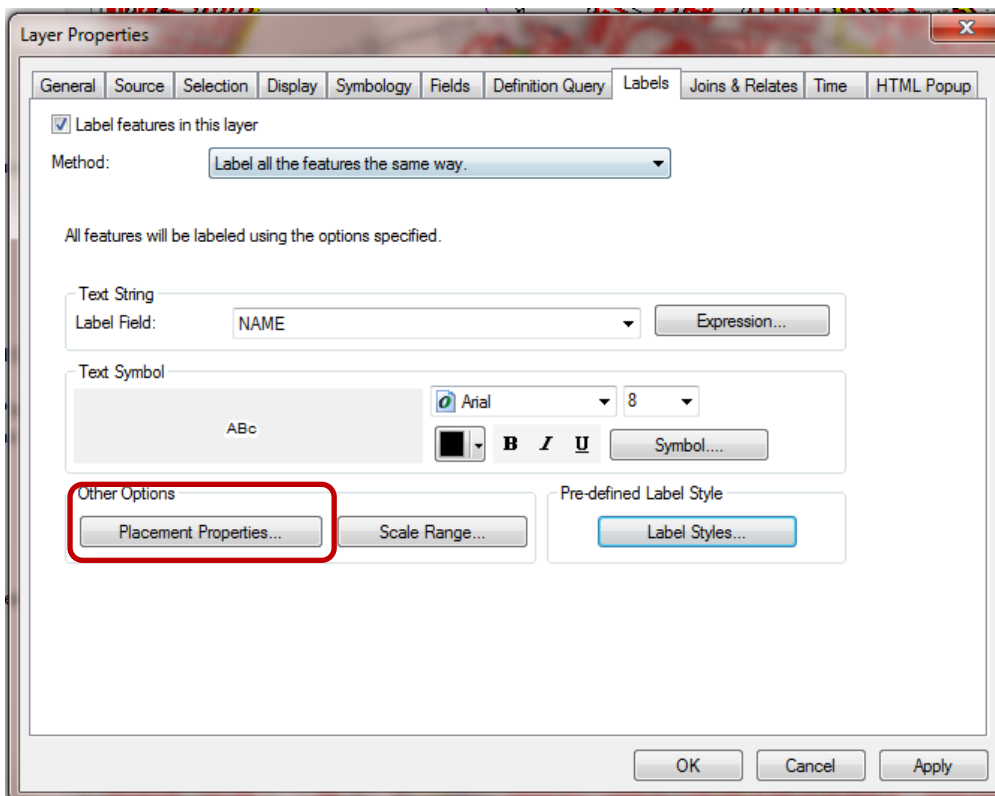 Layer Properties
X
General Source Selection Display Symbology Fields Definition Query Labels Joins & Relates Time HTML Popup
Label features in this layer
Method: Label all the features the same way.
All features will be labeled using the options specified.
Text String
Label Field: NAME Expression...
Text Symbol
ABc
O Arial 8
B I U Symbol....
Other Options Pre-defined Label Style
Placement Properties... Scale Range... Label Styles...
OK Cancel Apply